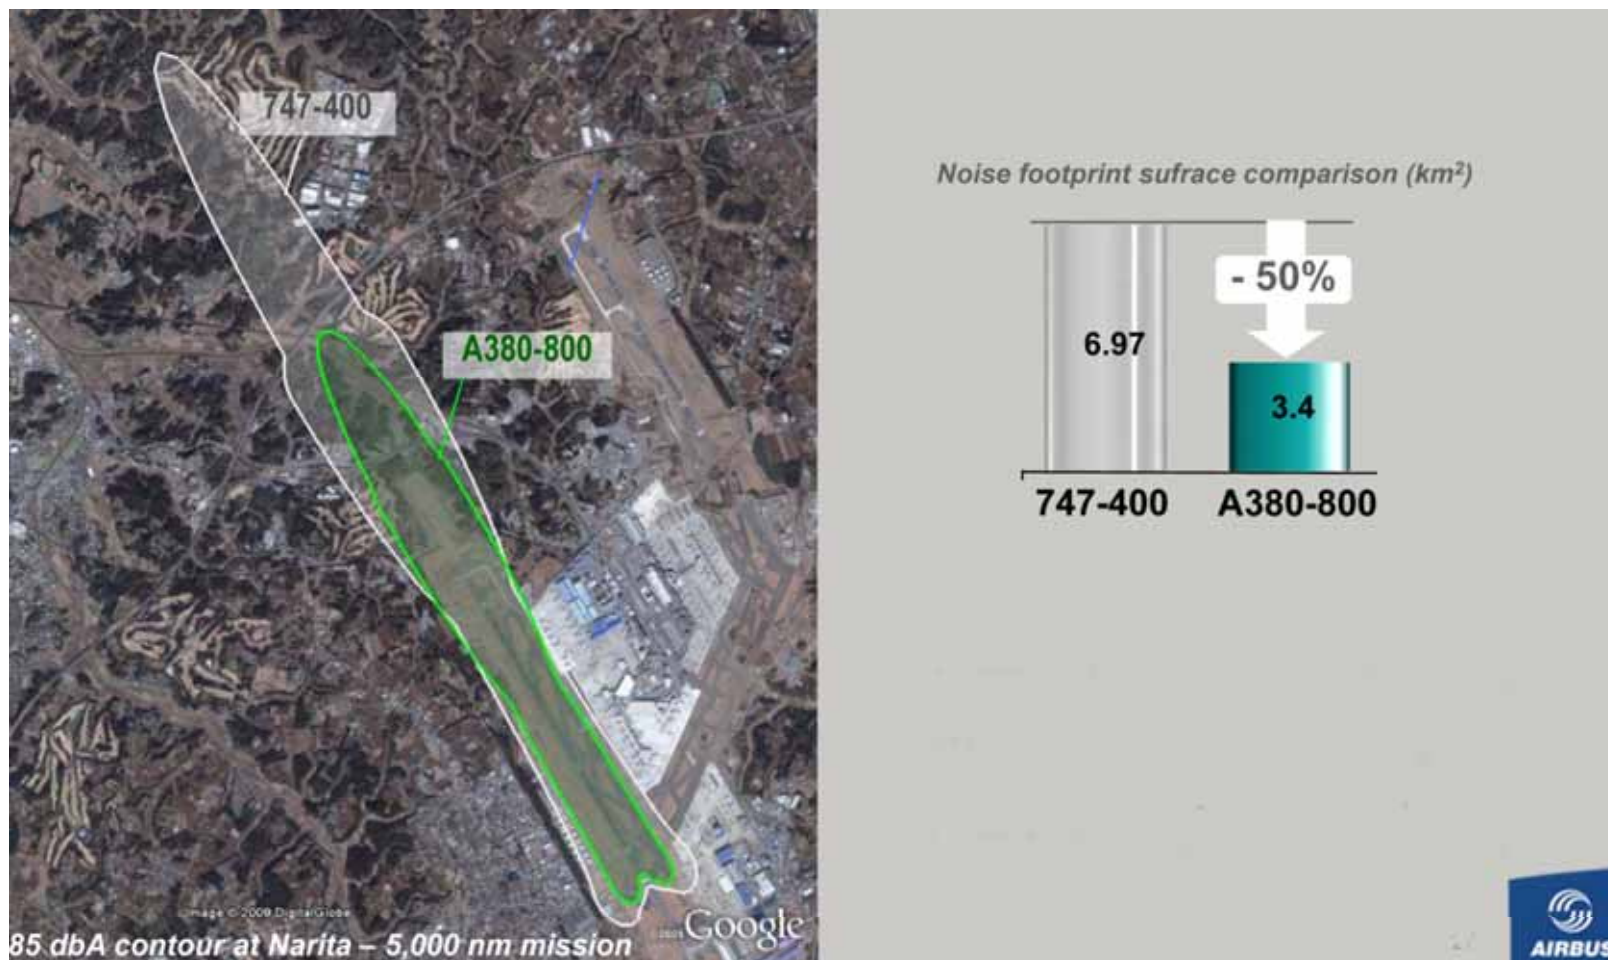 747-400
A380-800
Image © 2009 DigitalGlobe
Google
85 dbA contour at Narita – 5,000 nm mission
Noise footprint sufrace comparison (km²)
- 50%
6.97
3.4
747-400
A380-800
AIRBUS